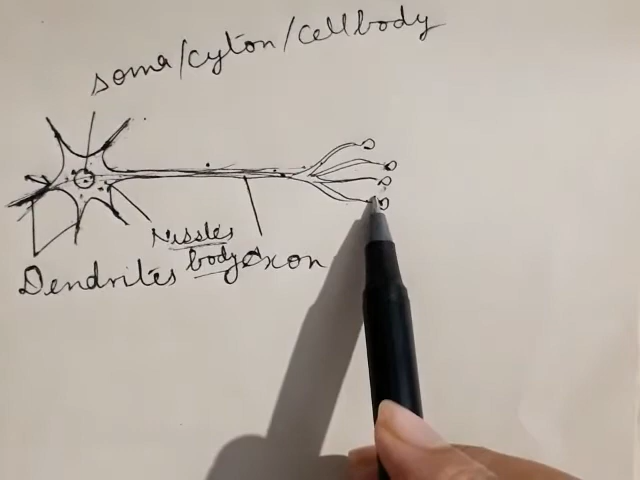 soma/cyton/cellbody
Nissles
body
Dendrites
Axon